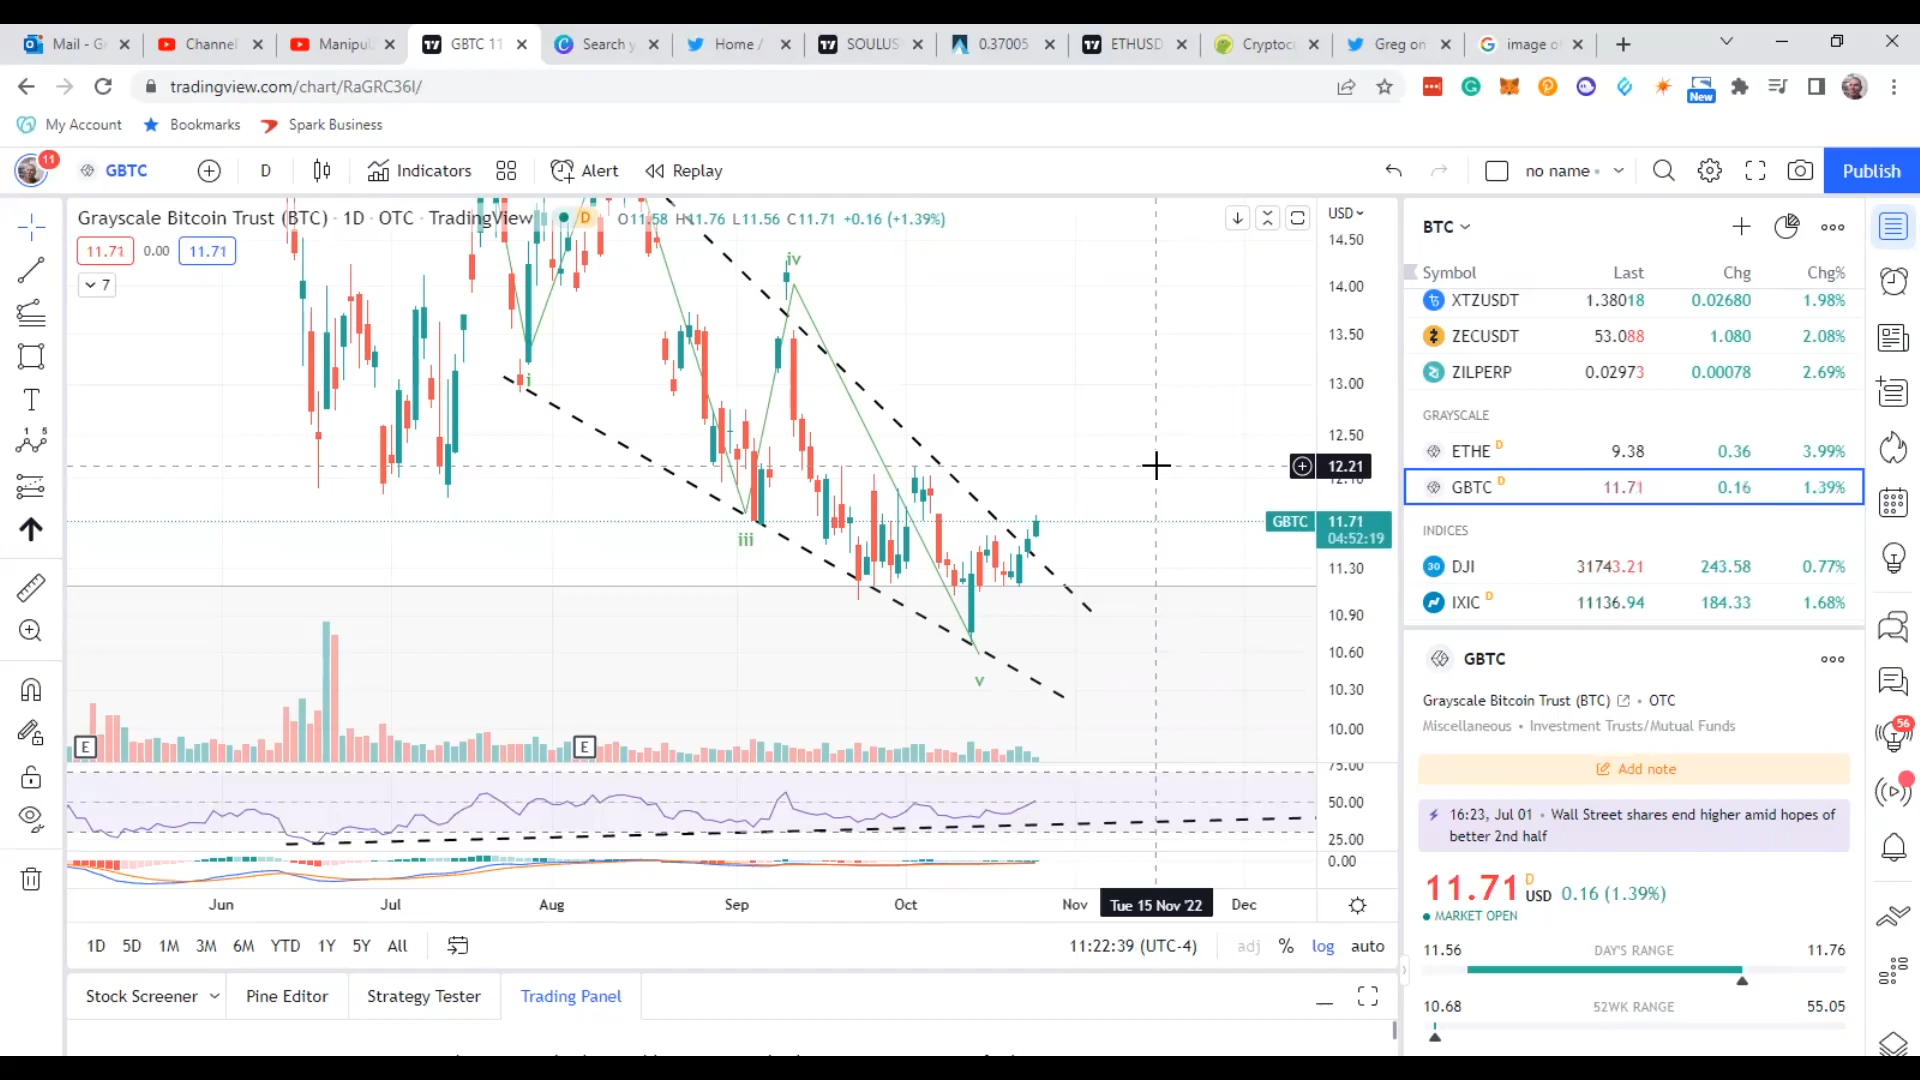 Mail - G
Channel
Manipul
GBTC 11
Search y
Home /
SOULUS
0.37005
ETHUSD
Cryptoc
Greg on
image o
tradingview.com/chart/RaGRC36I/
New
My Account
Bookmarks
Spark Business
11
GBTC
D
Indicators
Alert
Replay
no name
Publish
Grayscale Bitcoin Trust (BTC) · 1D · OTC · TradingView
D
O11.58 H11.76 L11.56 C11.71 +0.16 (+1.39%)
11.71
0.00
11.71
7
USD
14.50
14.00
13.50
13.00
12.50
12.21
GBTC
11.71
04:52:19
11.30
10.90
10.60
10.30
10.00
75.00
50.00
25.00
0.00
i
iii
iv
v
E
E
Jun
Jul
Aug
Sep
Oct
Nov
Tue 15 Nov '22
Dec
1D 5D 1M 3M 6M YTD 1Y 5Y All
11:22:39 (UTC-4)
adj % log auto
Stock Screener
Pine Editor
Strategy Tester
Trading Panel
BTC
Symbol Last Chg Chg%
XTZUSDT 1.38018 0.02680 1.98%
ZECUSDT 53.088 1.080 2.08%
ZILPERP 0.02973 0.00078 2.69%
GRAYSCALE
ETHE D 9.38 0.36 3.99%
GBTC D 11.71 0.16 1.39%
INDICES
30 DJI 31743.21 243.58 0.77%
IXIC D 11136.94 184.33 1.68%
GBTC
Grayscale Bitcoin Trust (BTC) • OTC
Miscellaneous • Investment Trusts/Mutual Funds
Add note
16:23, Jul 01 • Wall Street shares end higher amid hopes of
better 2nd half
11.71 D USD 0.16 (1.39%)
MARKET OPEN
11.56 DAY'S RANGE 11.76
10.68 52WK RANGE 55.05
56